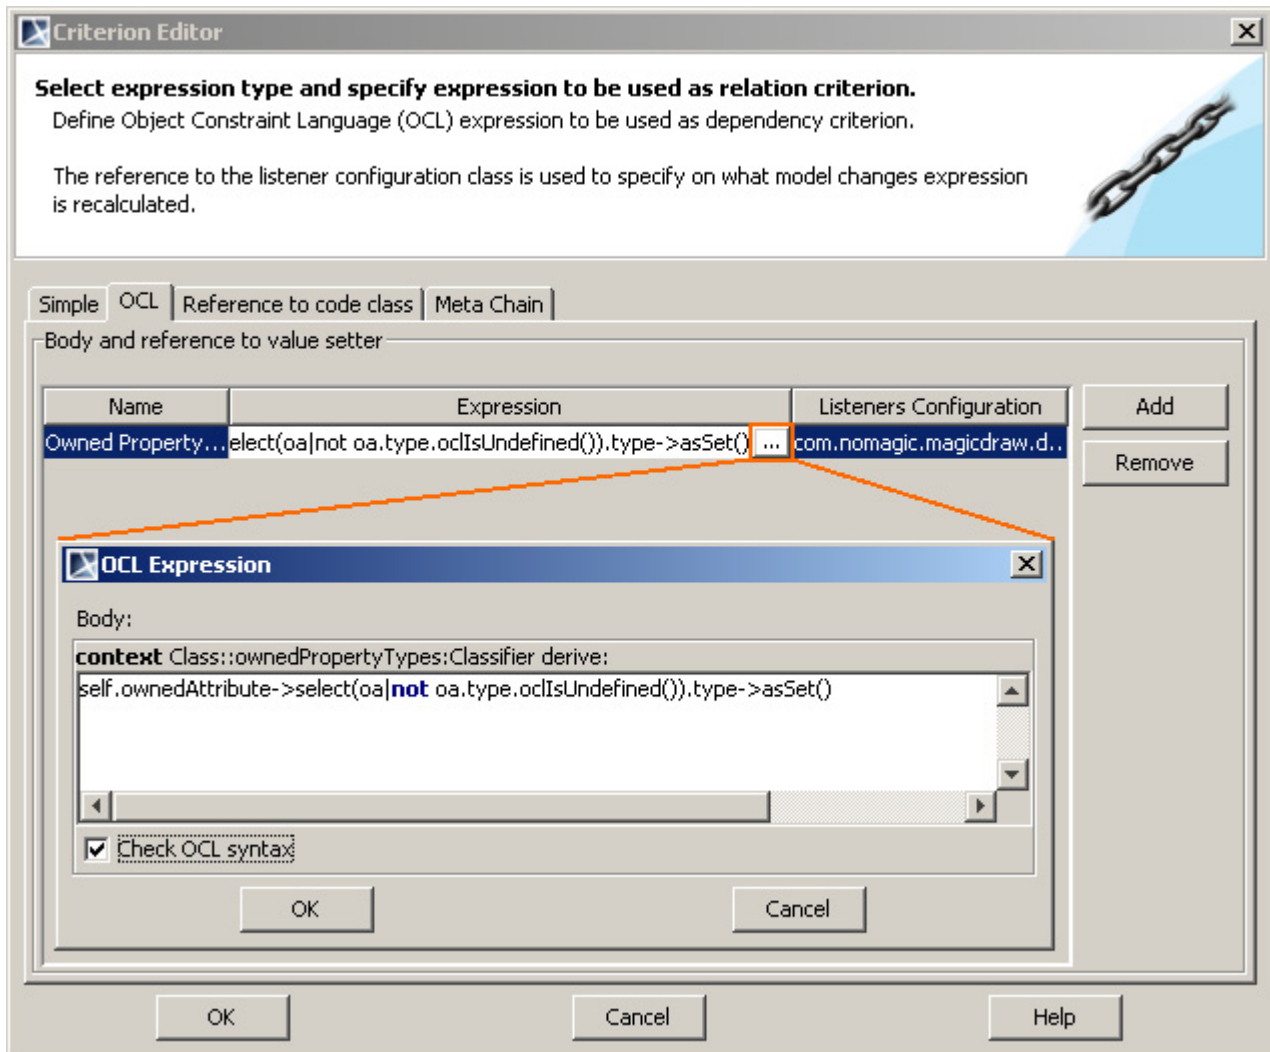 Criterion Editor
Select expression type and specify expression to be used as relation criterion.
Define Object Constraint Language (OCL) expression to be used as dependency criterion.
The reference to the listener configuration class is used to specify on what model changes expression
is recalculated.
Simple OCL Reference to code class Meta Chain
Body and reference to value setter
Name Expression Listeners Configuration Add
Owned Property... elect(oa|not oa.type.oclIsUndefined()).type->asSet() ... com.nomagic.magicdraw.d..
Remove
OCL Expression
Body:
context Class::ownedPropertyTypes:Classifier derive:
self.ownedAttribute->select(oa|not oa.type.oclIsUndefined()).type->asSet()
Check OCL syntax
OK Cancel
OK Cancel Help